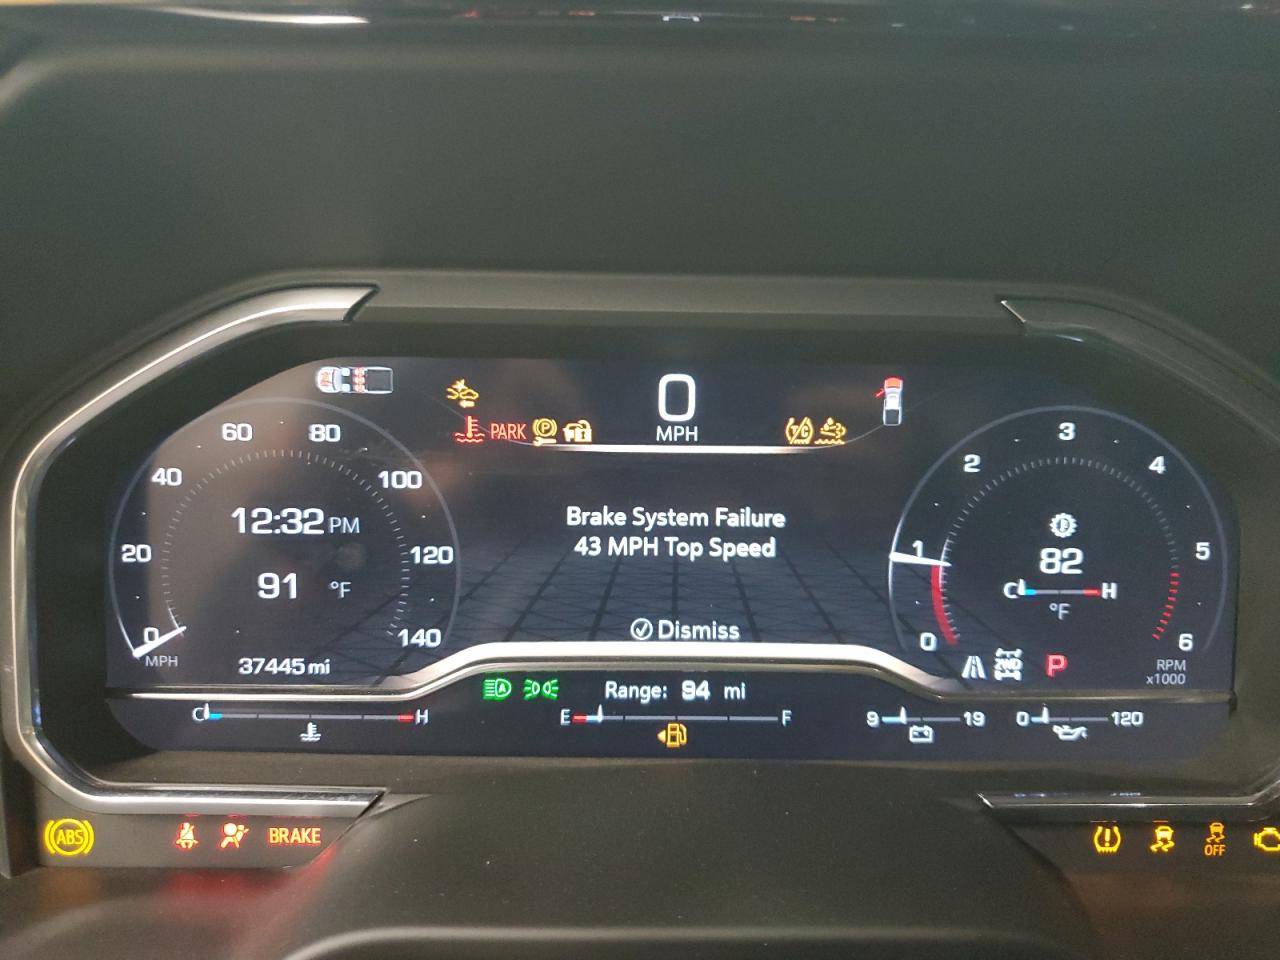 0
MPH
PARK
P
T/C
60
80
40
100
20
120
0
140
MPH
12:32 PM
91 °F
37445 mi
Brake System Failure
43 MPH Top Speed
Dismiss
3
2
4
1
5
0
6
82
C H
°F
2WD
P
RPM
x1000
A
Range: 94 mi
C H
E F
9 19
0 120
ABS
BRAKE
OFF